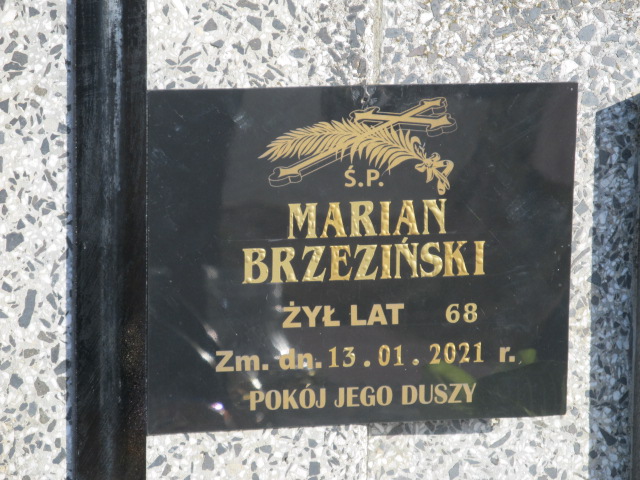 Ś.P.
MARIAN
BRZEZIŃSKI
ŻYŁ LAT 68
Zm. dn. 13.01.2021 r.
POKÓJ JEGO DUSZY